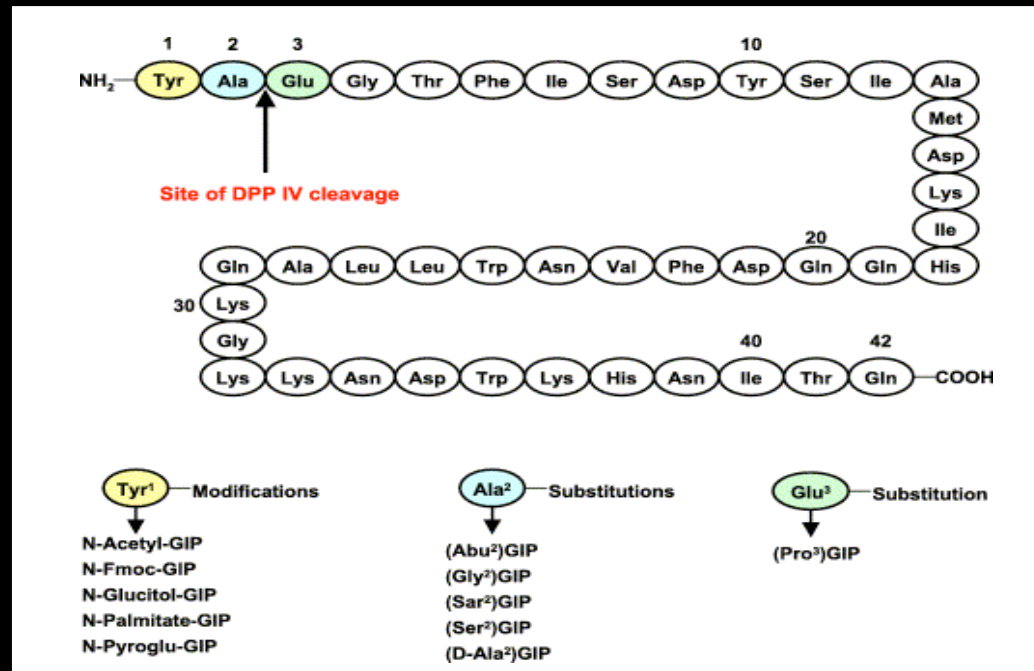 1 2 3 10
NH₂ Tyr Ala Glu Gly Thr Phe Ile Ser Asp Tyr Ser Ile Ala
Met
Asp
Site of DPP IV cleavage Lys
Ile
20
Gln Ala Leu Leu Trp Asn Val Phe Asp Gln Gln His
30 Lys
Gly
40 42
Lys Lys Asn Asp Trp Lys His Asn Ile Thr Gln COOH
Tyr¹ Modifications
N-Acetyl-GIP
N-Fmoc-GIP
N-Glucitol-GIP
N-Palmitate-GIP
N-Pyroglu-GIP
Ala² Substitutions
(Abu²)GIP
(Gly²)GIP
(Sar²)GIP
(Ser²)GIP
(D-Ala²)GIP
Glu³ Substitution
(Pro³)GIP